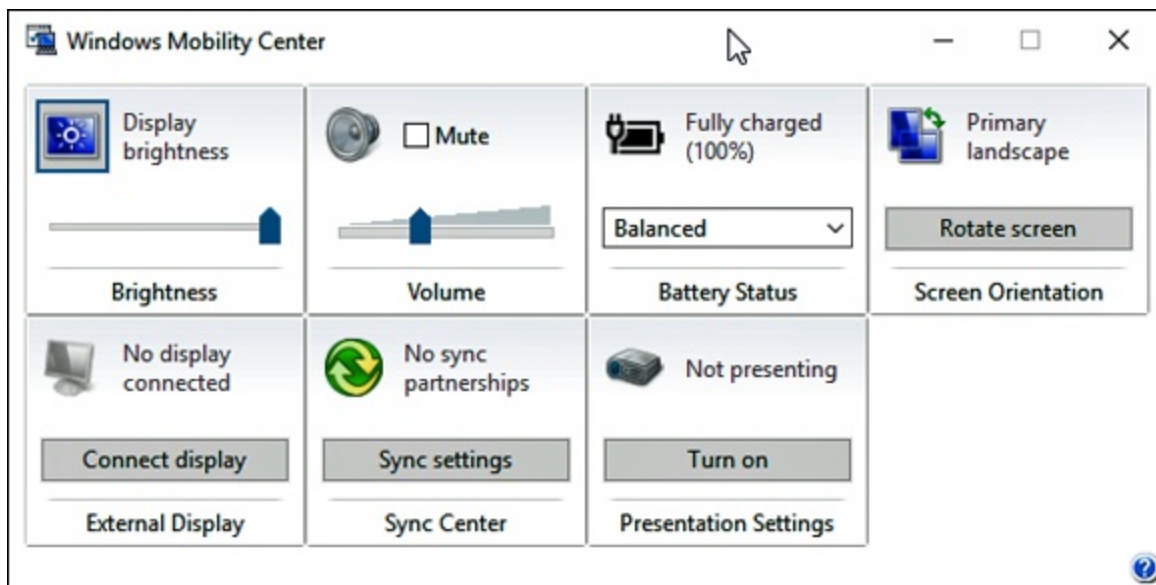 Windows Mobility Center
Display
brightness
Brightness
Mute
Volume
Fully charged
(100%)
Balanced
Battery Status
Primary
landscape
Rotate screen
Screen Orientation
No display
connected
Connect display
External Display
No sync
partnerships
Sync settings
Sync Center
Not presenting
Turn on
Presentation Settings
?